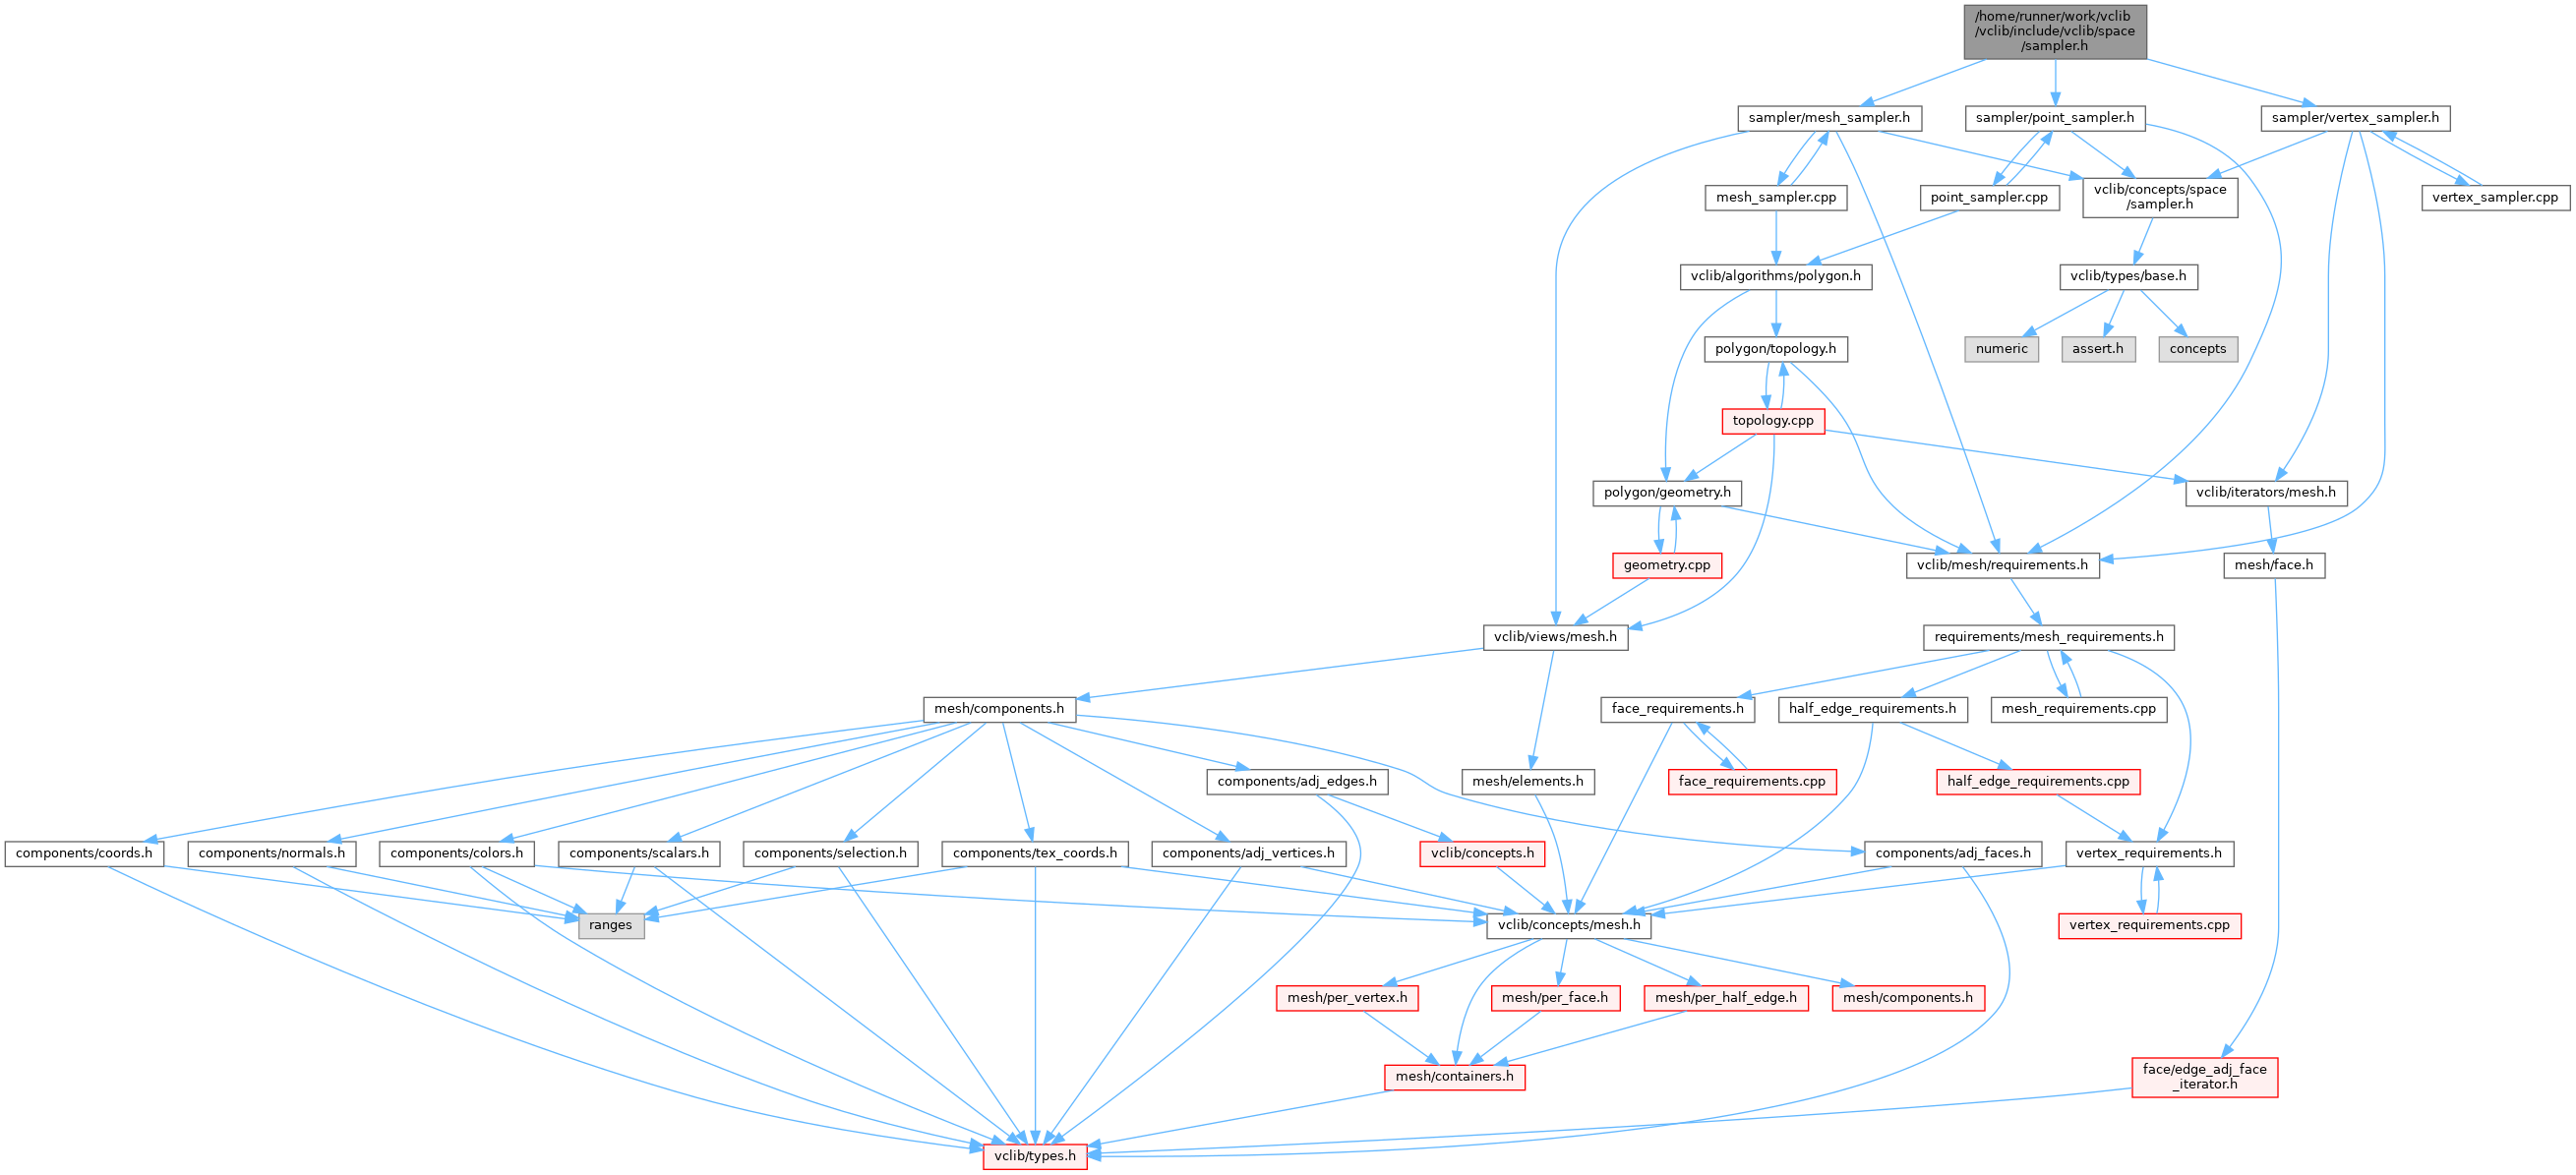 /home/runner/work/vclib
/vclib/include/vclib/space
/sampler.h
sampler/mesh_sampler.h
sampler/point_sampler.h
sampler/vertex_sampler.h
mesh_sampler.cpp
point_sampler.cpp
vclib/concepts/space
/sampler.h
vertex_sampler.cpp
vclib/algorithms/polygon.h
vclib/types/base.h
polygon/topology.h
numeric
assert.h
concepts
topology.cpp
polygon/geometry.h
vclib/iterators/mesh.h
geometry.cpp
vclib/mesh/requirements.h
mesh/face.h
vclib/views/mesh.h
requirements/mesh_requirements.h
mesh/components.h
face_requirements.h
half_edge_requirements.h
mesh_requirements.cpp
components/adj_edges.h
mesh/elements.h
face_requirements.cpp
half_edge_requirements.cpp
components/coords.h
components/normals.h
components/colors.h
components/scalars.h
components/selection.h
components/tex_coords.h
components/adj_vertices.h
vclib/concepts.h
components/adj_faces.h
vertex_requirements.h
ranges
vclib/concepts/mesh.h
vertex_requirements.cpp
mesh/per_vertex.h
mesh/per_face.h
mesh/per_half_edge.h
mesh/components.h
mesh/containers.h
face/edge_adj_face
_iterator.h
vclib/types.h